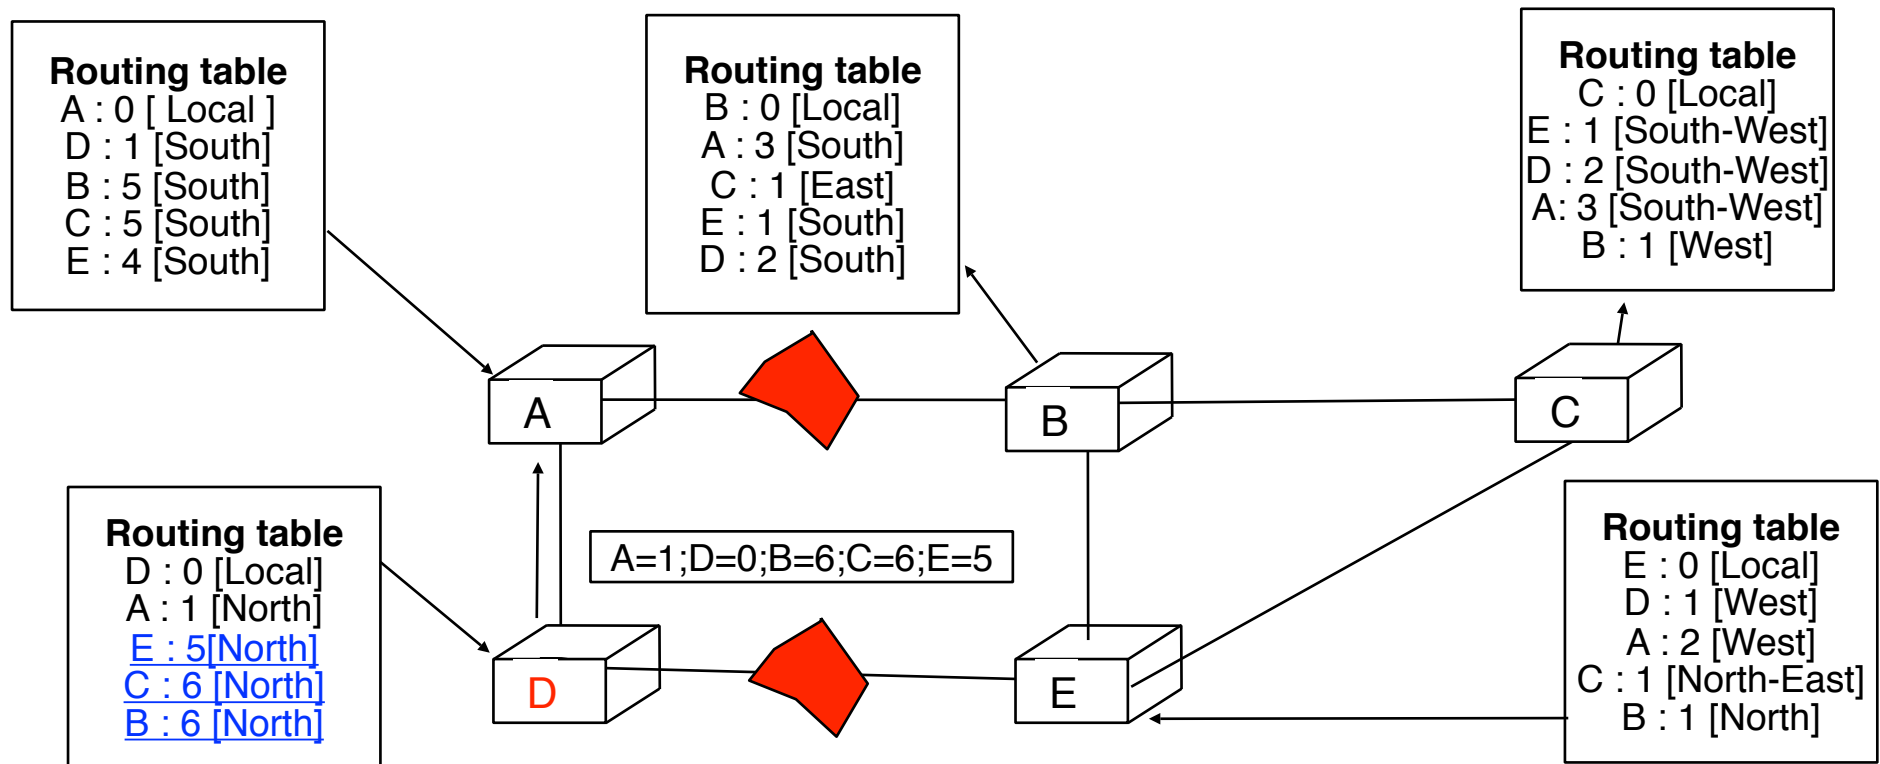 Routing table
A : 0 [ Local ]
D : 1 [South]
B : 5 [South]
C : 5 [South]
E : 4 [South]
Routing table
B : 0 [Local]
A : 3 [South]
C : 1 [East]
E : 1 [South]
D : 2 [South]
Routing table
C : 0 [Local]
E : 1 [South-West]
D : 2 [South-West]
A: 3 [South-West]
B : 1 [West]
A
B
C
Routing table
D : 0 [Local]
A : 1 [North]
E : 5[North]
C : 6 [North]
B : 6 [North]
A=1;D=0;B=6;C=6;E=5
D
E
Routing table
E : 0 [Local]
D : 1 [West]
A : 2 [West]
C : 1 [North-East]
B : 1 [North]